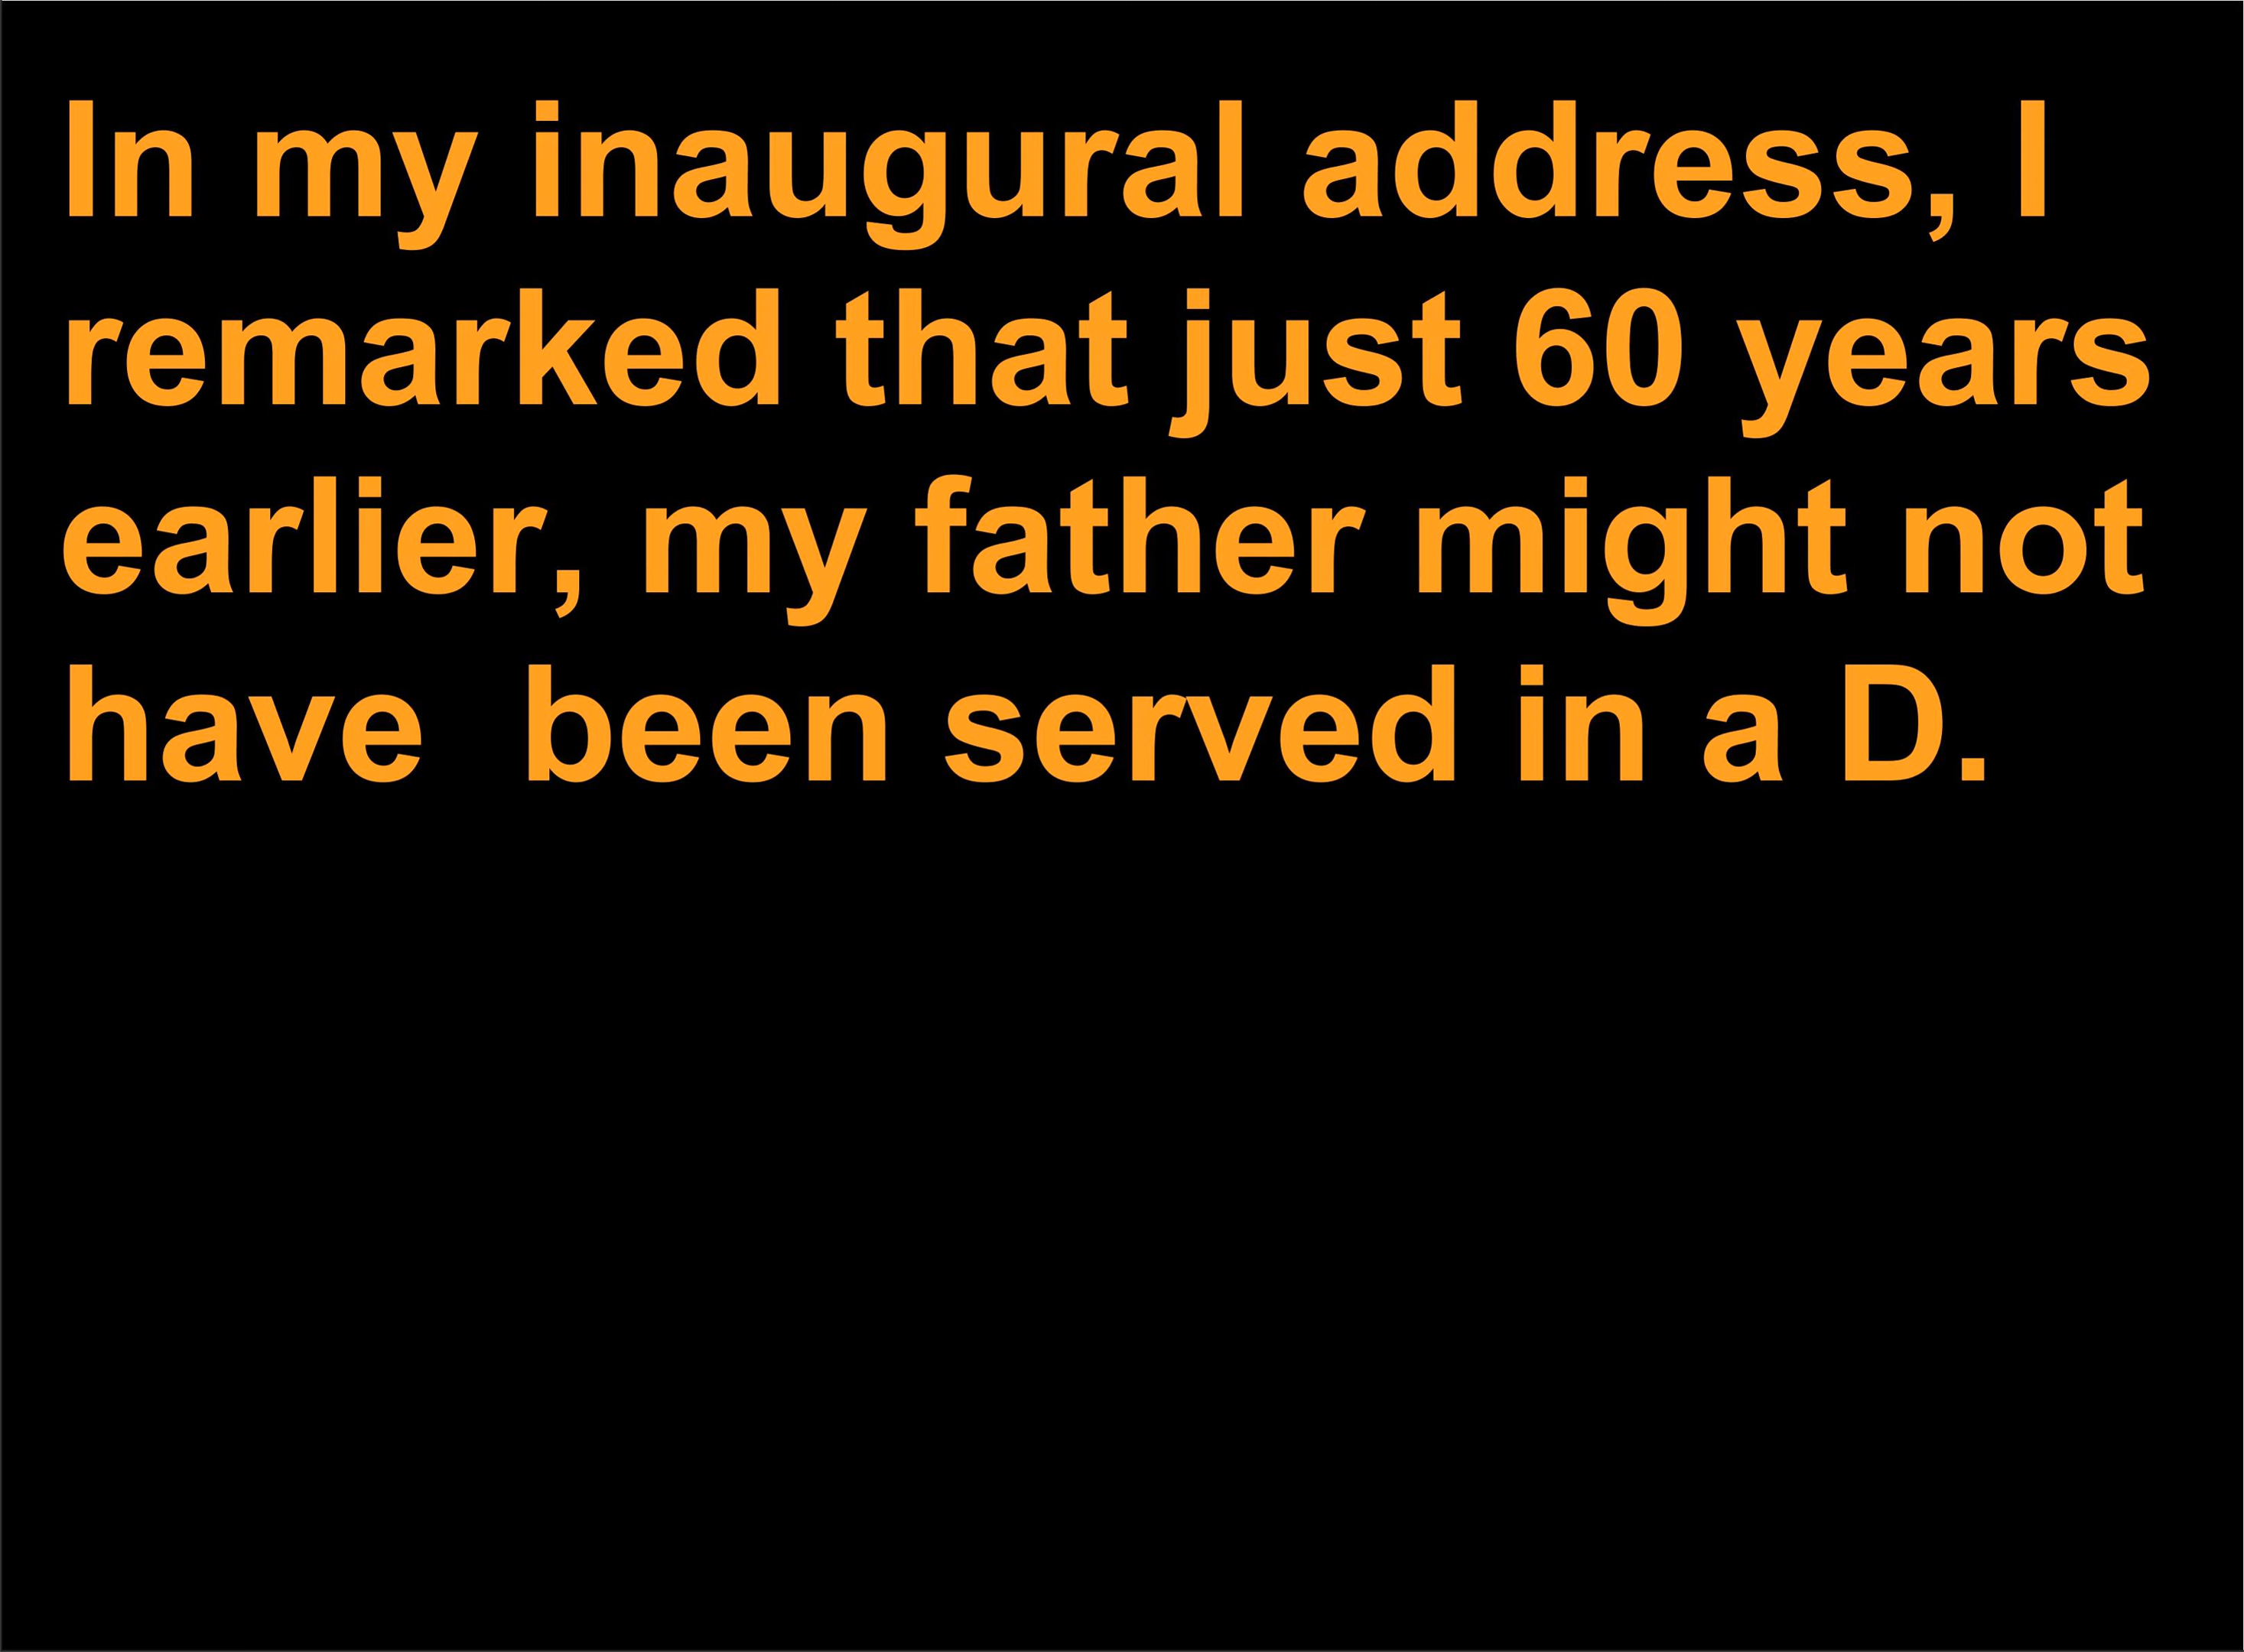 In my inaugural address, I
remarked that just 60 years
earlier, my father might not
have  been served in a D.